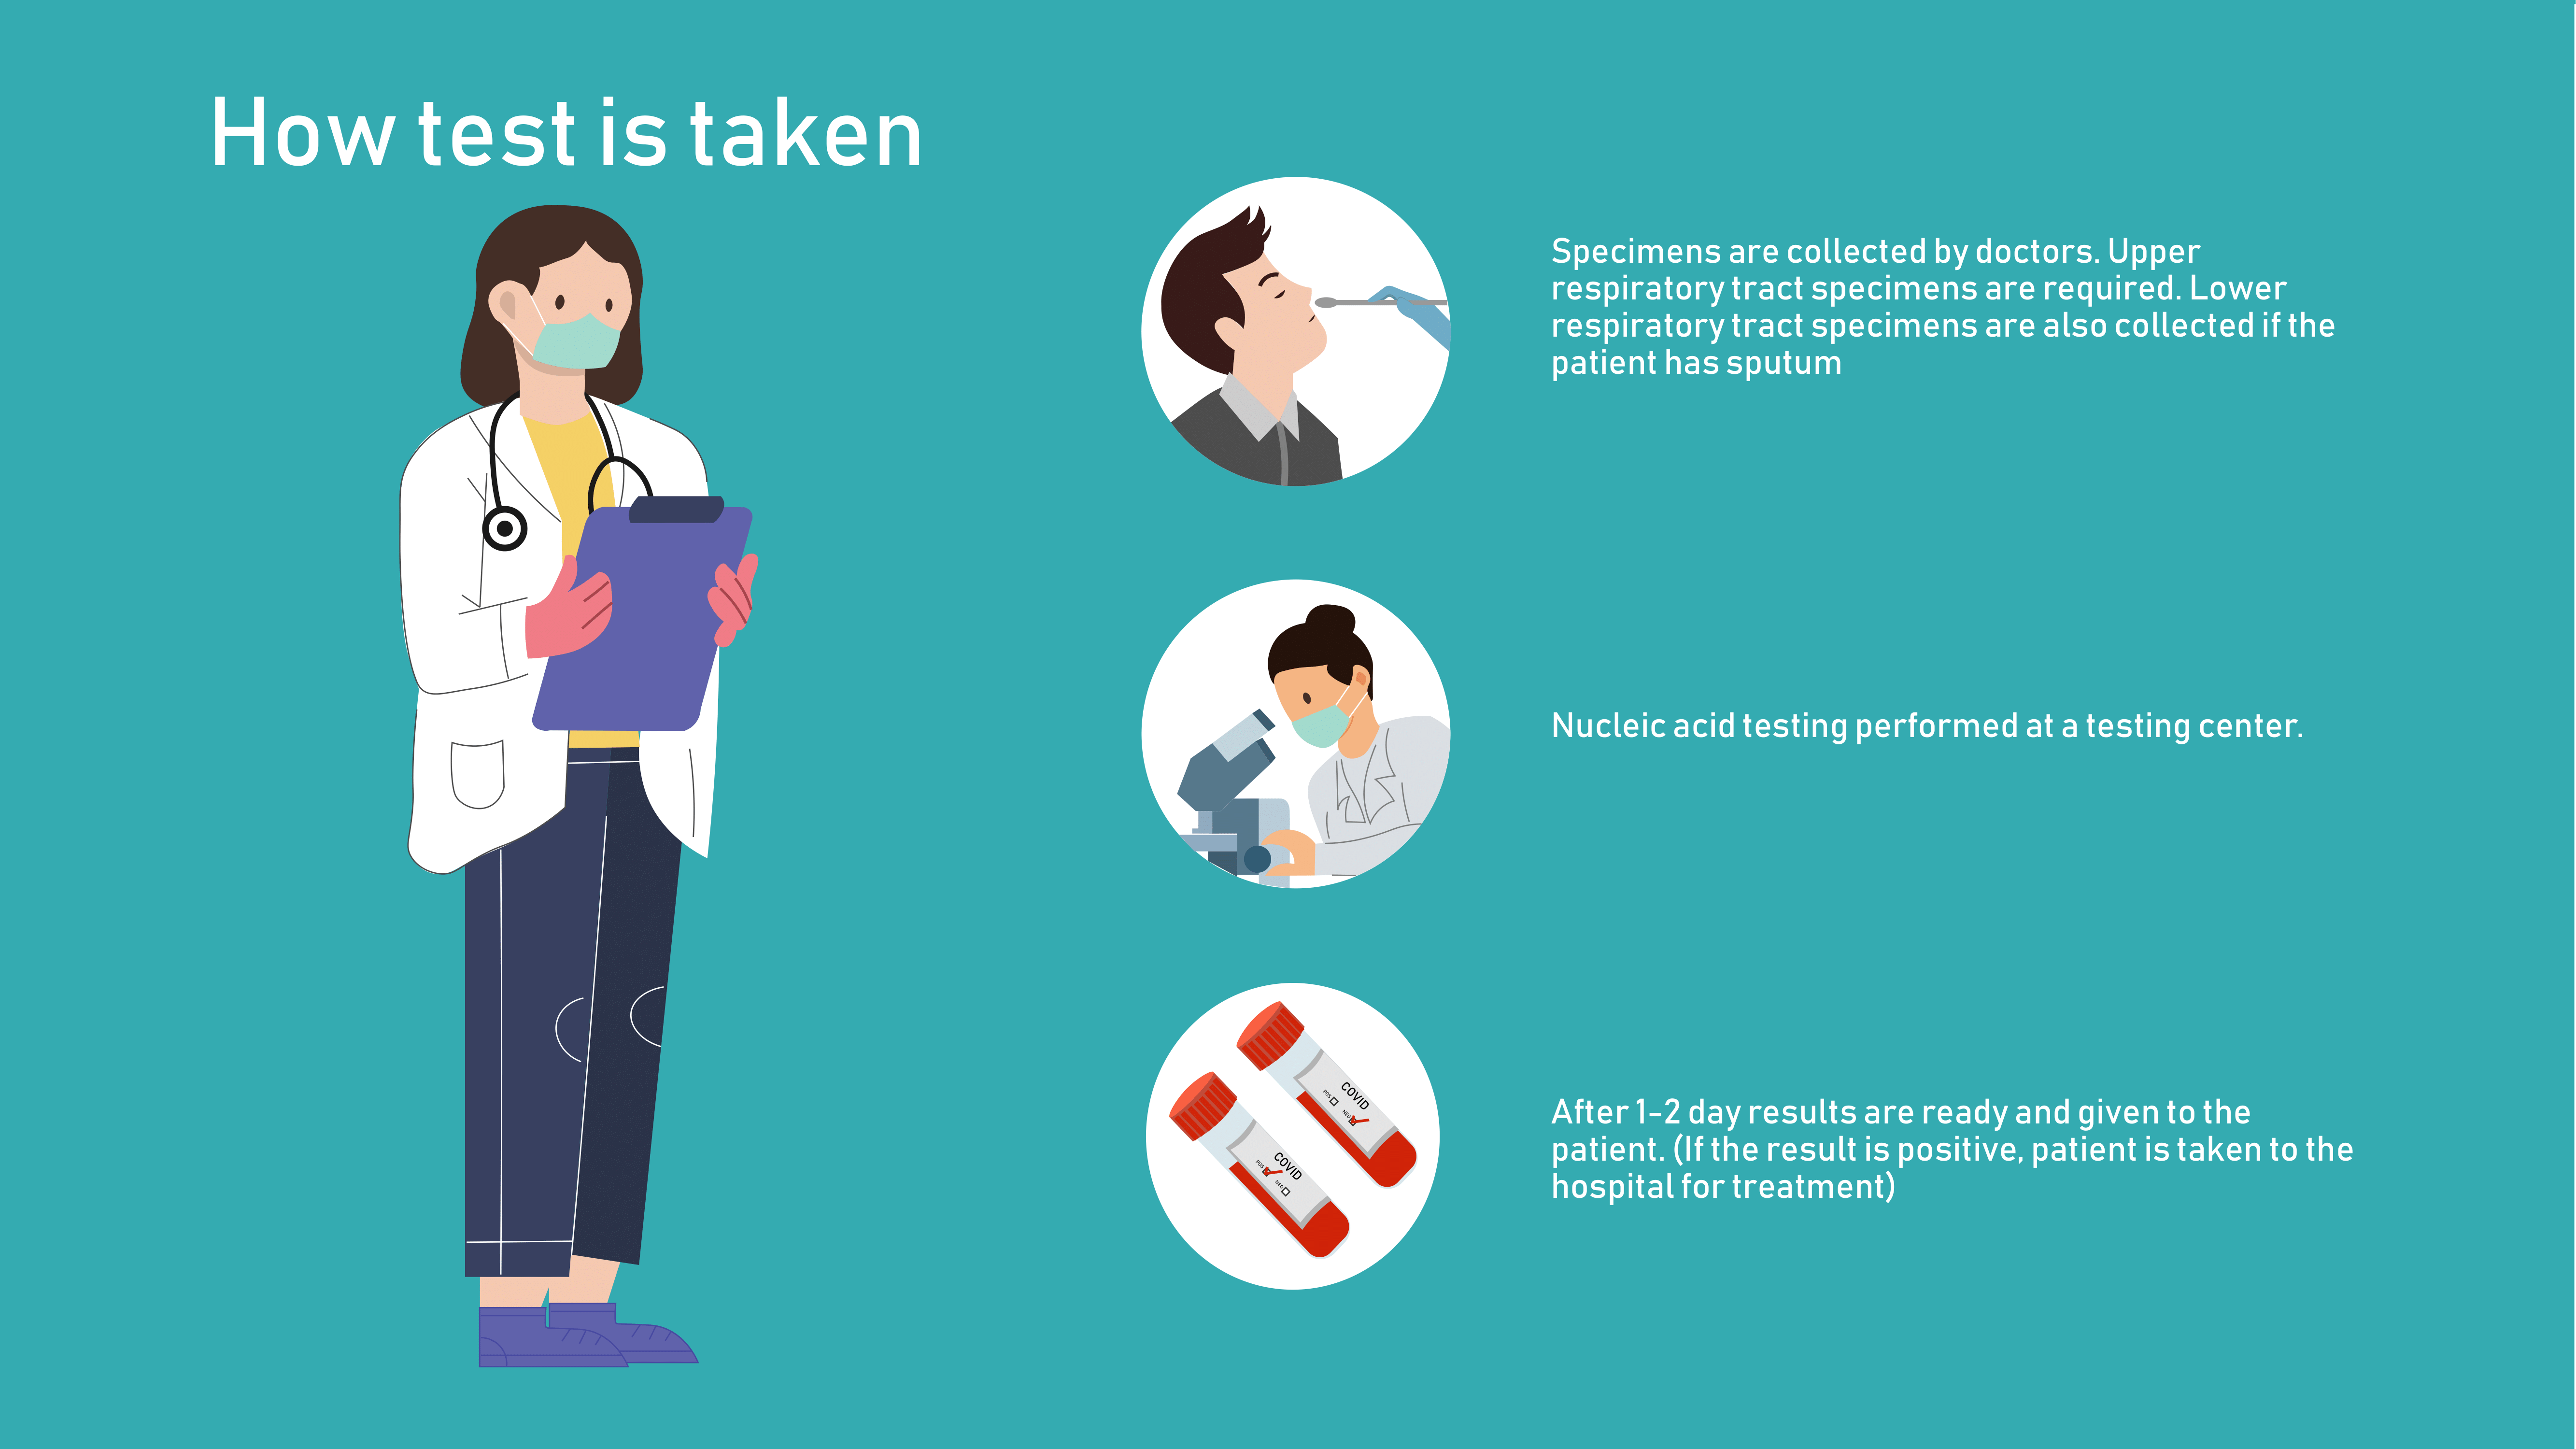 How test is taken
Specimens are collected by doctors. Upper
respiratory tract specimens are required. Lower
respiratory tract specimens are also collected if the
patient has sputum
Nucleic acid testing performed at a testing center.
COVID
POS
NEG
COVID
POS
NEG
After 1-2 day results are ready and given to the
patient. (If the result is positive, patient is taken to the
hospital for treatment)